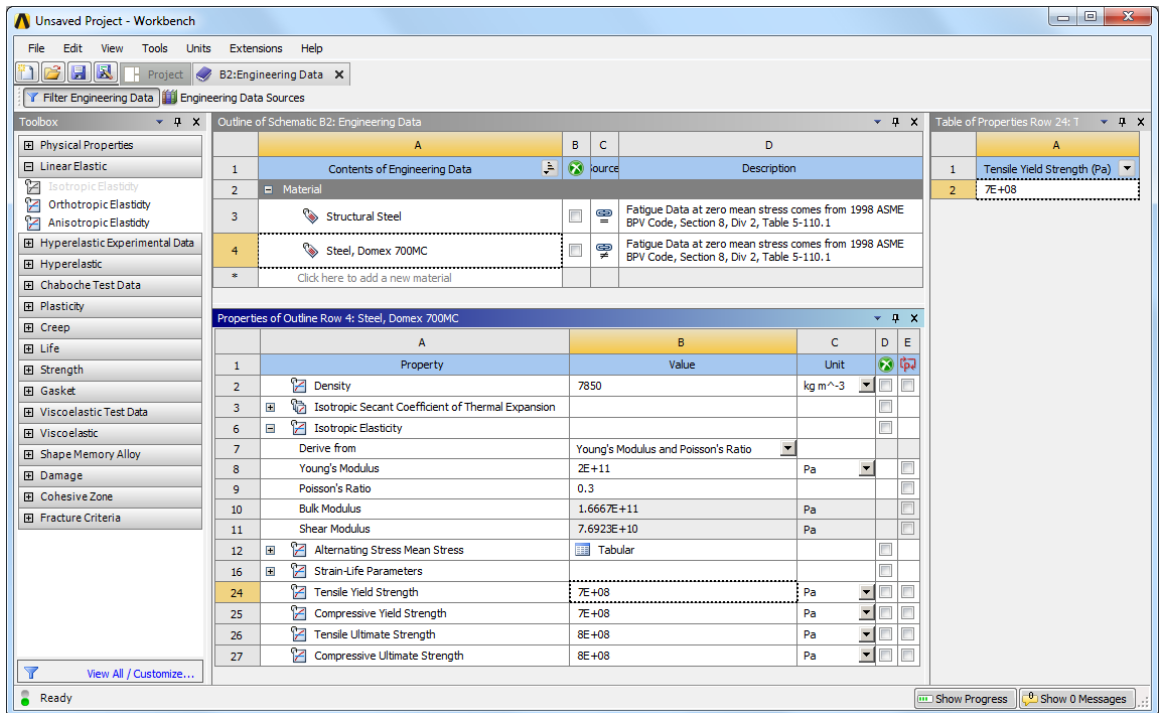 Unsaved Project - Workbench
File Edit View Tools Units Extensions Help
Project B2:Engineering Data
Filter Engineering Data Engineering Data Sources
Toolbox
Physical Properties
Linear Elastic
Isotropic Elasticity
Orthotropic Elasticity
Anisotropic Elasticity
Hyperelastic Experimental Data
Hyperelastic
Chaboche Test Data
Plasticity
Creep
Life
Strength
Gasket
Viscoelastic Test Data
Viscoelastic
Shape Memory Alloy
Damage
Cohesive Zone
Fracture Criteria
View All / Customize...
Outline of Schematic B2: Engineering Data
A B C D
1 Contents of Engineering Data ource Description
2 Material
3 Structural Steel Fatigue Data at zero mean stress comes from 1998 ASME
BPV Code, Section 8, Div 2, Table 5-110.1
4 Steel, Domex 700MC Fatigue Data at zero mean stress comes from 1998 ASME
BPV Code, Section 8, Div 2, Table 5-110.1
* Click here to add a new material
Properties of Outline Row 4: Steel, Domex 700MC
A B C D E
1 Property Value Unit
2 Density 7850 kg m^-3
3 Isotropic Secant Coefficient of Thermal Expansion
6 Isotropic Elasticity
7 Derive from Young's Modulus and Poisson's Ratio
8 Young's Modulus 2E+11 Pa
9 Poisson's Ratio 0.3
10 Bulk Modulus 1.6667E+11 Pa
11 Shear Modulus 7.6923E+10 Pa
12 Alternating Stress Mean Stress Tabular
16 Strain-Life Parameters
24 Tensile Yield Strength 7E+08 Pa
25 Compressive Yield Strength 7E+08 Pa
26 Tensile Ultimate Strength 8E+08 Pa
27 Compressive Ultimate Strength 8E+08 Pa
Table of Properties Row 24: T
A
1 Tensile Yield Strength (Pa)
2 7E+08
Ready
Show Progress 0 Show 0 Messages